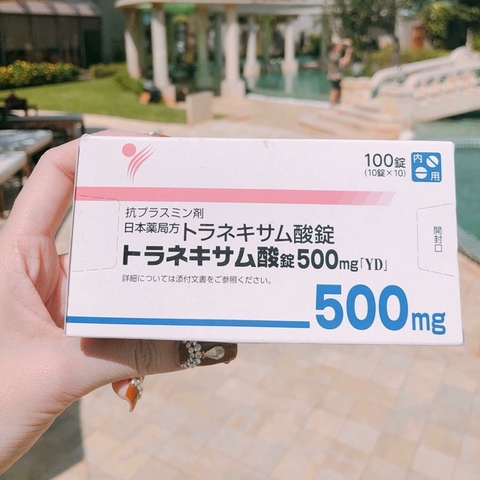 100錠
(10錠×10)
内
用
抗プラスミン剤
日本薬局方トラネキサム酸錠
トラネキサム酸錠500mg「YD」
詳細については添付文書をご参照ください。
500mg
開封口